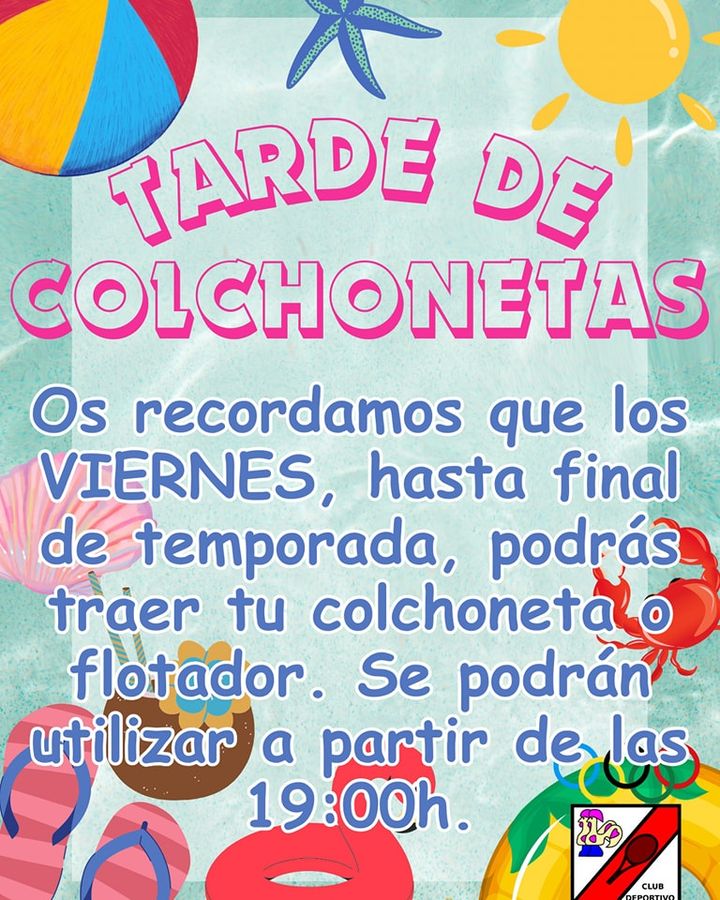 TARDE DE
COLCHONETAS
Os recordamos que los
VIERNES, hasta final
de temporada, podrás
traer tu colchoneta o
flotador. Se podrán
utilizar a partir de las
19:00h.
CLUB
DEPORTIVO